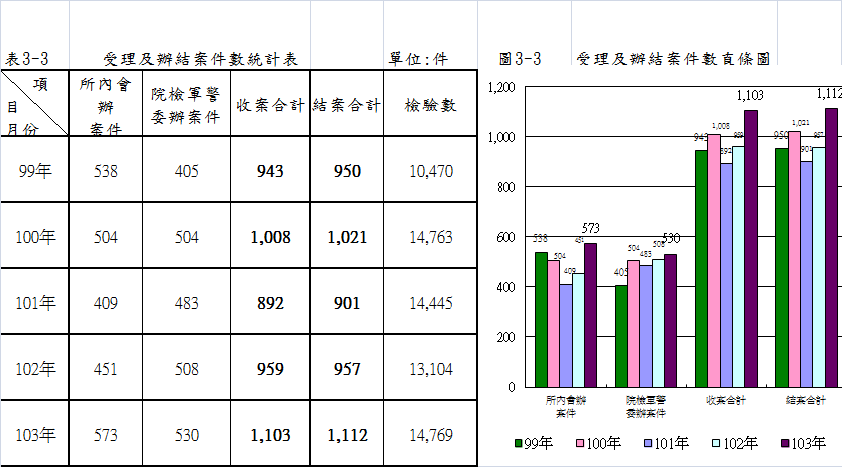 表3-3 受理及辦結案件數統計表 單位:件
項
目
月份
所內會
辦
案件
院檢軍警
委辦案件
收案合計
結案合計
檢驗數
99年 538 405 943 950 10,470
100年 504 504 1,008 1,021 14,763
101年 409 483 892 901 14,445
102年 451 508 959 957 13,104
103年 573 530 1,103 1,112 14,769
圖3-3 受理及辦結案件數直條圖
1,200
1,000
800
600
400
200
0
538
504
409
451
573
405
504
483
508
530
943
1,008
892
959
1,103
950
1,021
901
957
1,112
所內會辦
案件
院檢軍警
委辦案件
收案合計
結案合計
99年 100年 101年 102年 103年